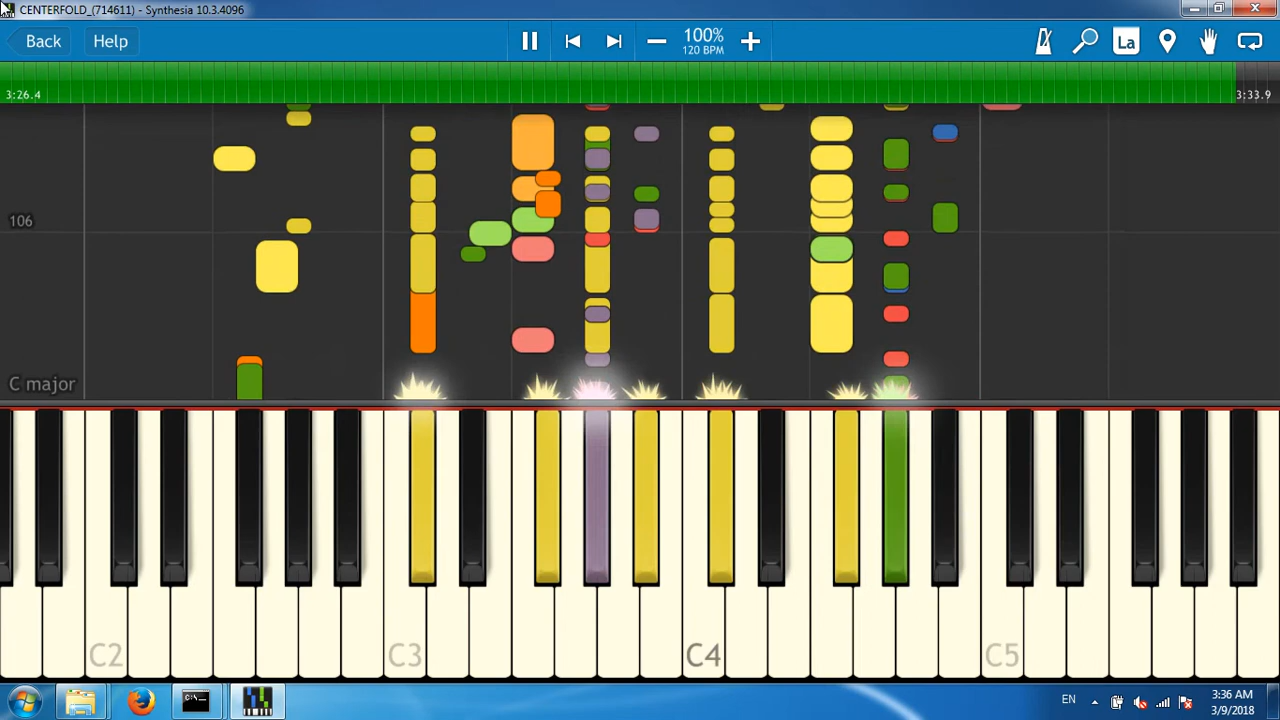 CENTERFOLD_(714611) - Synthesia 10.3.4096
Back
Help
100%
120 BPM
La
3:26.4
3:33.9
106
C major
C2
C3
C4
C5
C:\_
EN
3:36 AM
3/9/2018